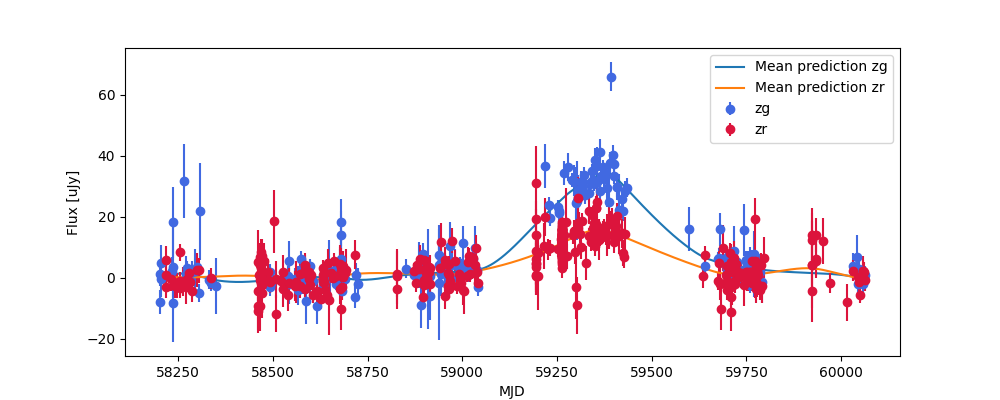 Mean prediction zg
Mean prediction zr
zg
zr
60
40
20
0
−20
Flux [uJy]
58250 58500 58750 59000 59250 59500 59750 60000
MJD